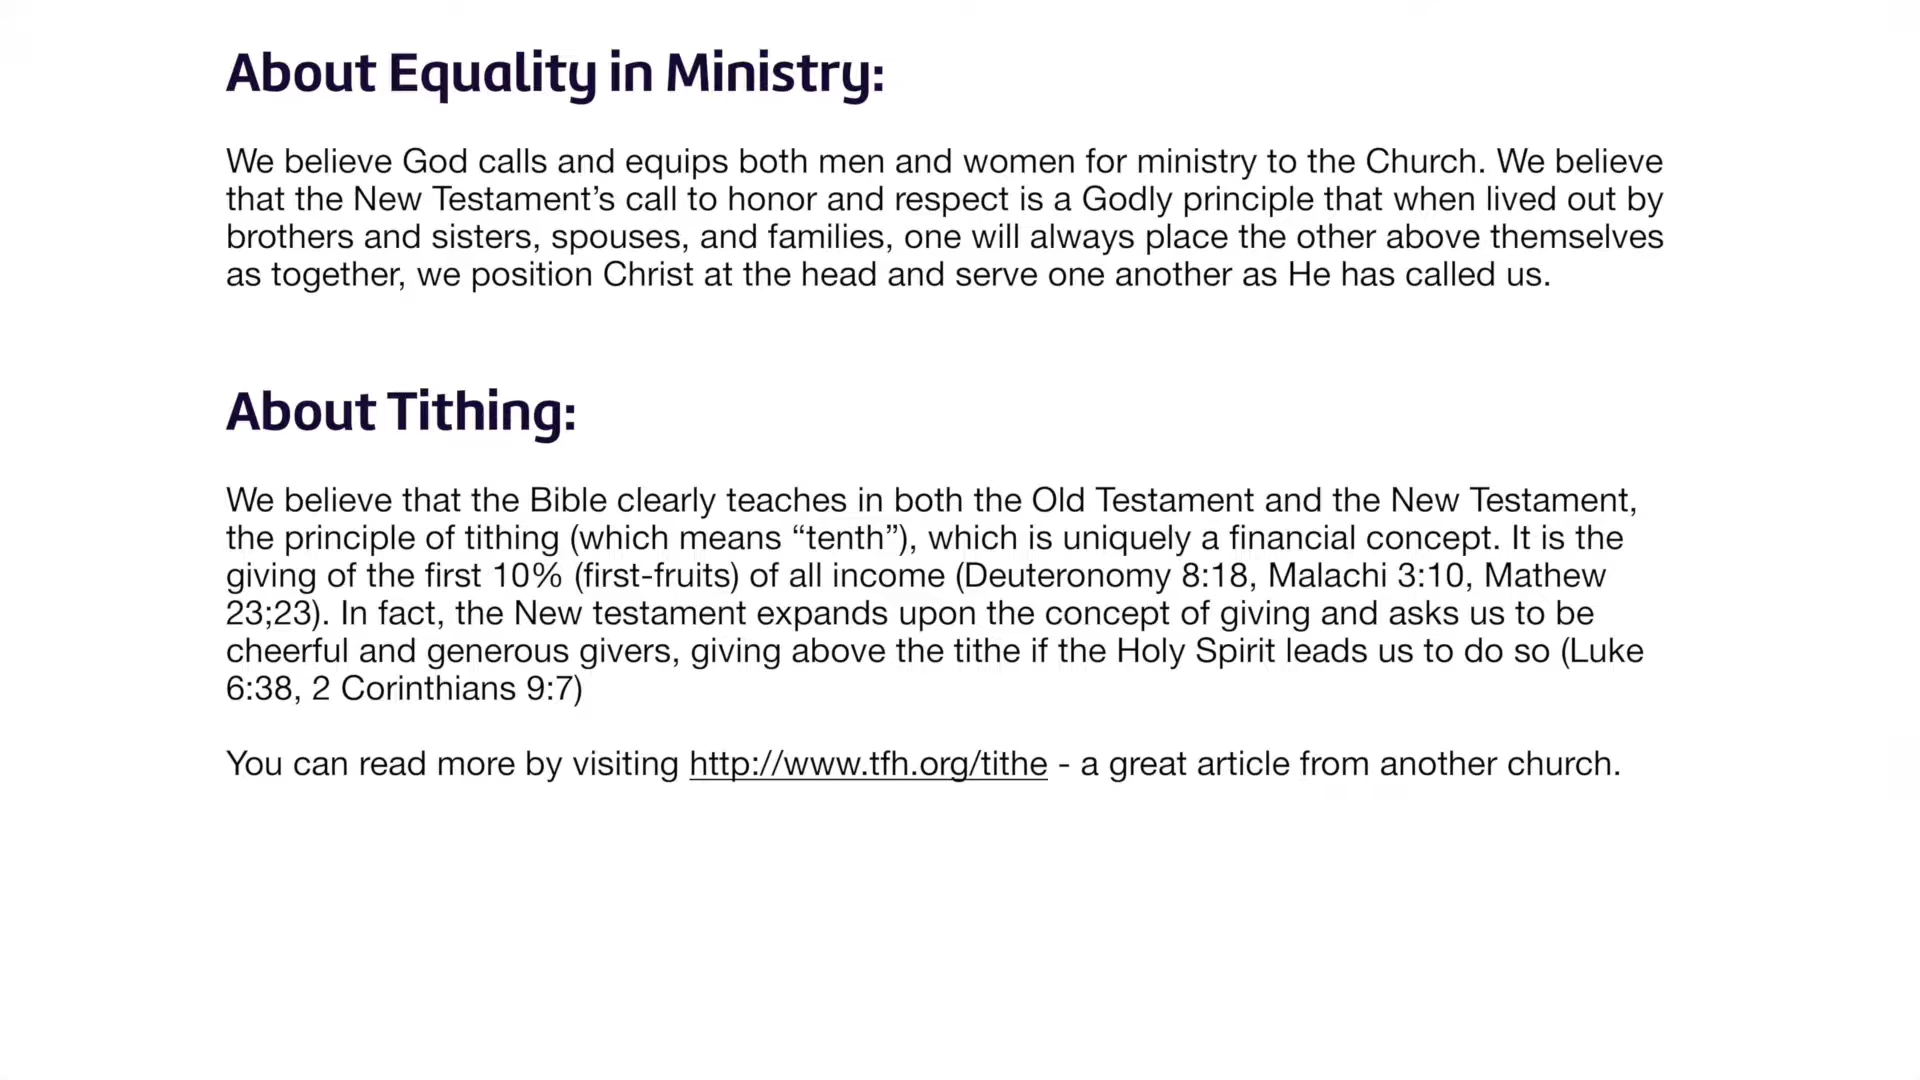 About Equality in Ministry:
We believe God calls and equips both men and women for ministry to the Church. We believe
that the New Testament’s call to honor and respect is a Godly principle that when lived out by
brothers and sisters, spouses, and families, one will always place the other above themselves
as together, we position Christ at the head and serve one another as He has called us.
About Tithing:
We believe that the Bible clearly teaches in both the Old Testament and the New Testament,
the principle of tithing (which means “tenth”), which is uniquely a financial concept. It is the
giving of the first 10% (first-fruits) of all income (Deuteronomy 8:18, Malachi 3:10, Mathew
23;23). In fact, the New testament expands upon the concept of giving and asks us to be
cheerful and generous givers, giving above the tithe if the Holy Spirit leads us to do so (Luke
6:38, 2 Corinthians 9:7)
You can read more by visiting http://www.tfh.org/tithe - a great article from another church.